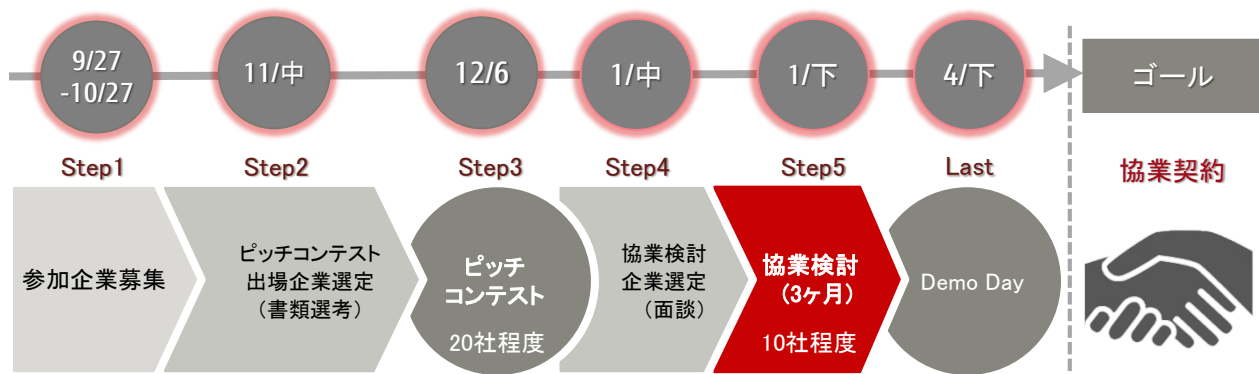 9/27
-10/27
11/中
12/6
1/中
1/下
4/下
ゴール
Step1
Step2
Step3
Step4
Step5
Last
協業契約
参加企業募集
ピッチコンテスト
出場企業選定
（書類選考）
ピッチ
コンテスト
20社程度
協業検討
企業選定
（面談）
協業検討
（3ヶ月）
10社程度
Demo Day